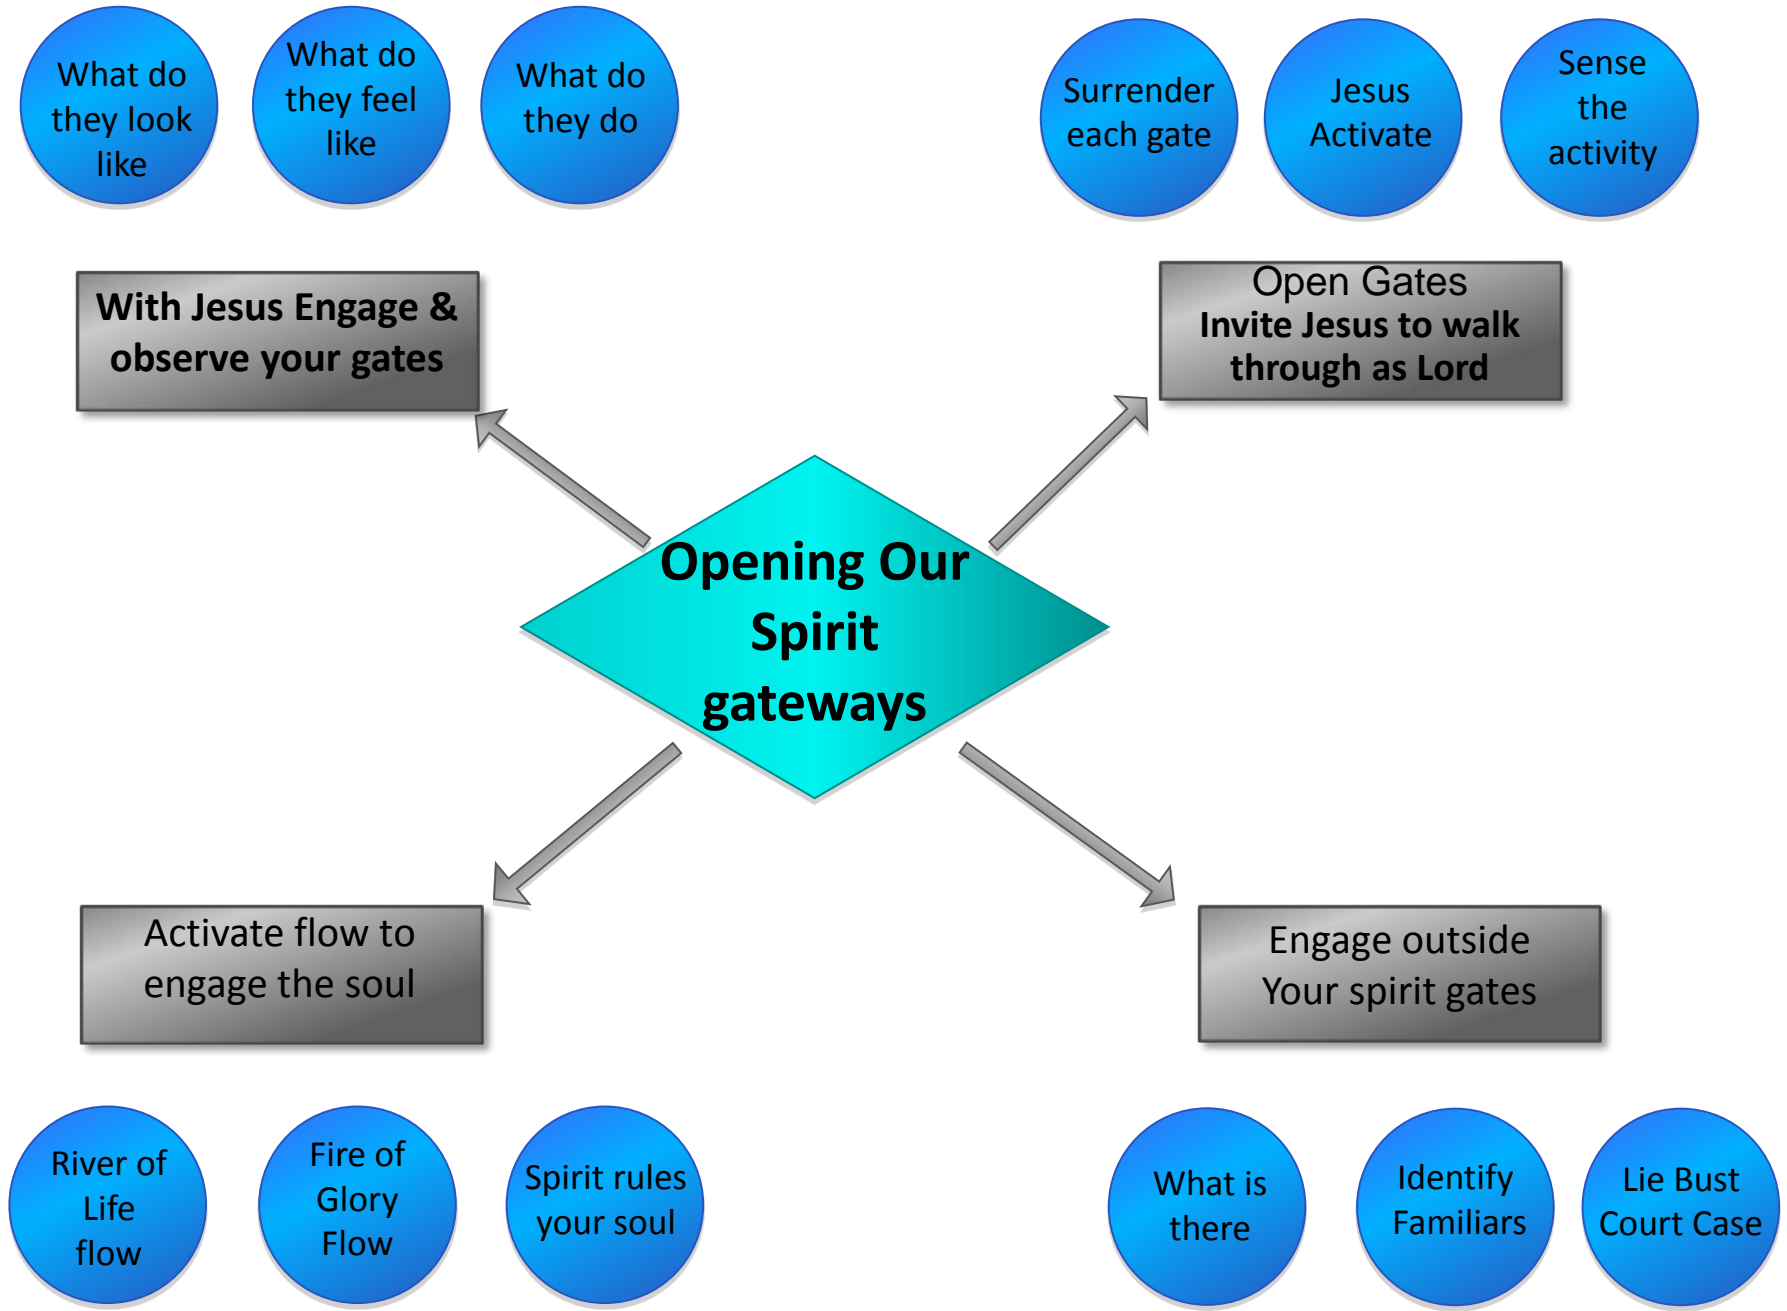 What do
they look
like
What do
they feel
like
What do
they do
Surrender
each gate
Jesus
Activate
Sense
the
activity
With Jesus Engage &
observe your gates
Open Gates
Invite Jesus to walk
through as Lord
Opening Our
Spirit
gateways
Activate flow to
engage the soul
Engage outside
Your spirit gates
River of
Life
flow
Fire of
Glory
Flow
Spirit rules
your soul
What is
there
Identify
Familiars
Lie Bust
Court Case